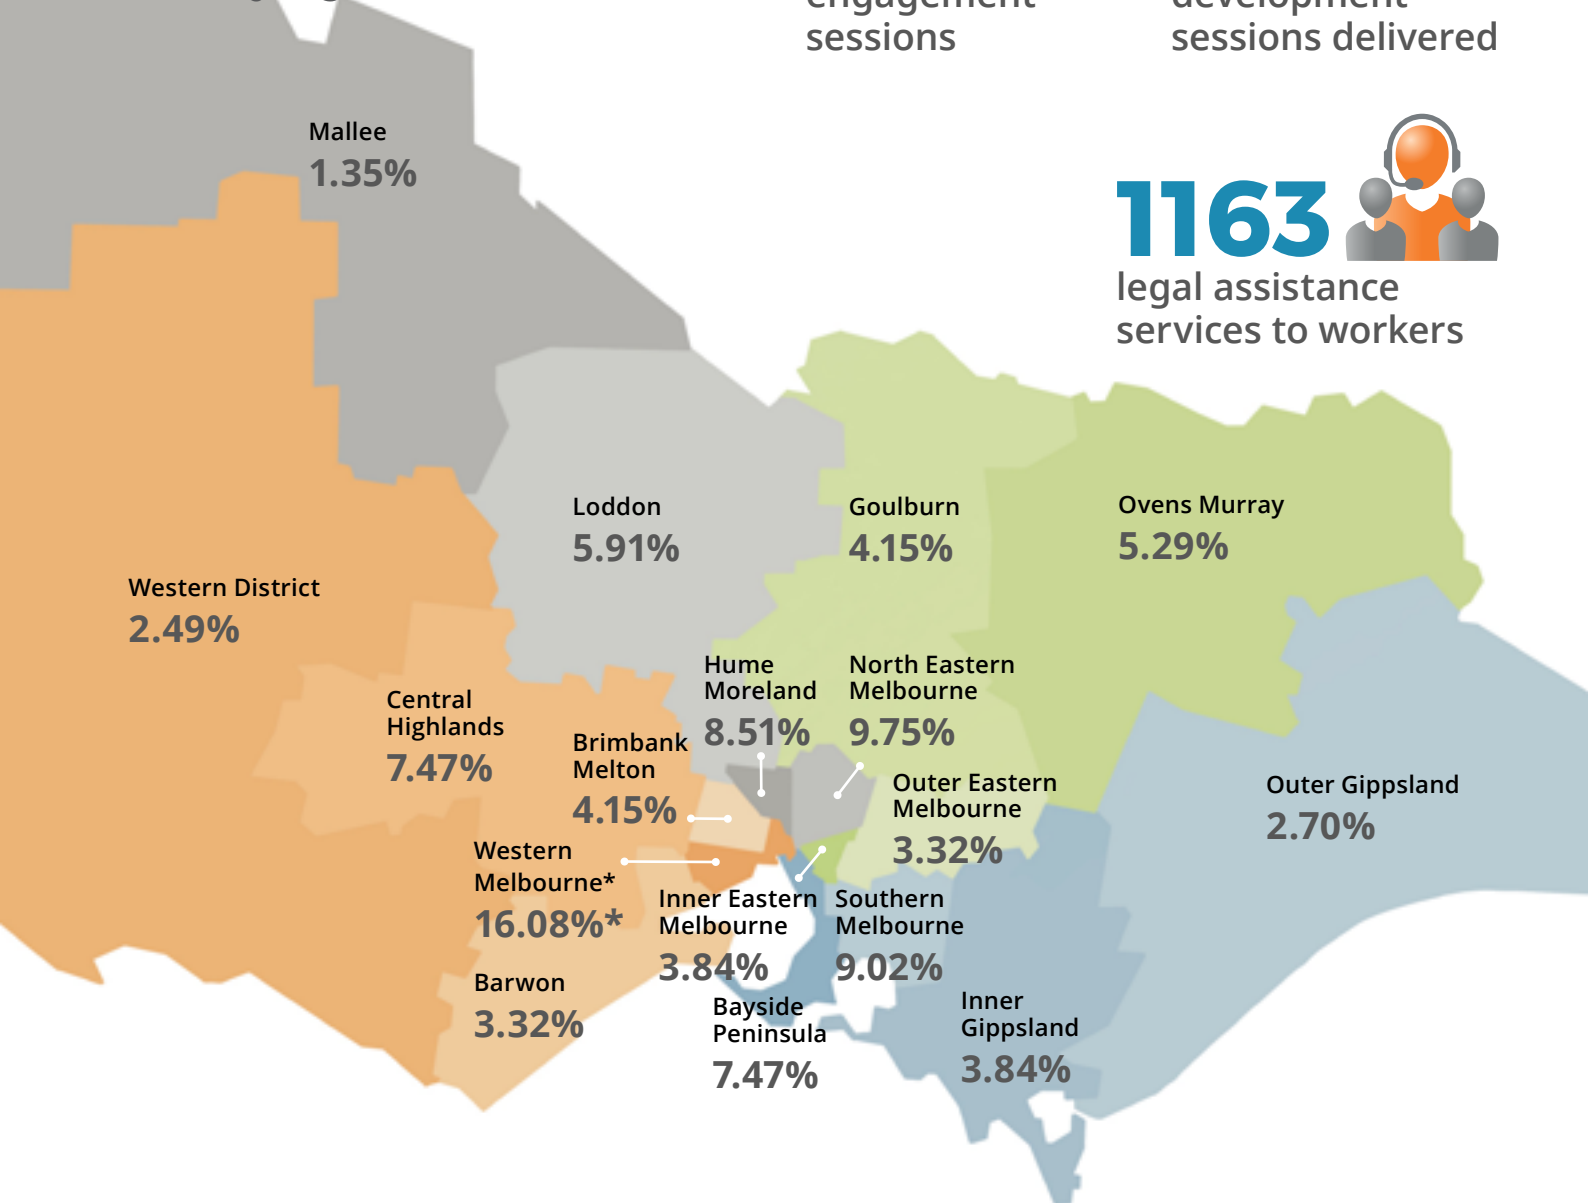 engagement
sessions
development
sessions delivered
1163
legal assistance
services to workers
Mallee
1.35%
Loddon
5.91%
Goulburn
4.15%
Ovens Murray
5.29%
Western District
2.49%
Central
Highlands
7.47%
Hume
Moreland
8.51%
North Eastern
Melbourne
9.75%
Brimbank
Melton
4.15%
Outer Eastern
Melbourne
3.32%
Outer Gippsland
2.70%
Western
Melbourne*
16.08%*
Inner Eastern
Melbourne
3.84%
Southern
Melbourne
9.02%
Barwon
3.32%
Bayside
Peninsula
7.47%
Inner
Gippsland
3.84%